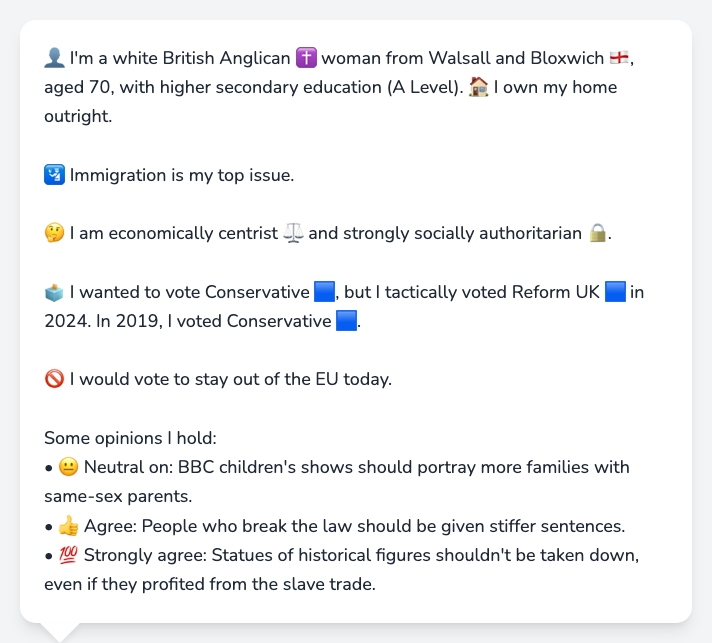 👤 I'm a white British Anglican ✝️ woman from Walsall and Bloxwich 🏴󠁧󠁢󠁥󠁮󠁧󠁿,
aged 70, with higher secondary education (A Level). 🏠 I own my home
outright.
🛂 Immigration is my top issue.
🤔 I am economically centrist ⚖️ and strongly socially authoritarian 🔒.
🗳️ I wanted to vote Conservative 🟦, but I tactically voted Reform UK 🟦 in
2024. In 2019, I voted Conservative 🟦.
🚫 I would vote to stay out of the EU today.
Some opinions I hold:
• 😐 Neutral on: BBC children's shows should portray more families with
same-sex parents.
• 👍 Agree: People who break the law should be given stiffer sentences.
• 💯 Strongly agree: Statues of historical figures shouldn't be taken down,
even if they profited from the slave trade.